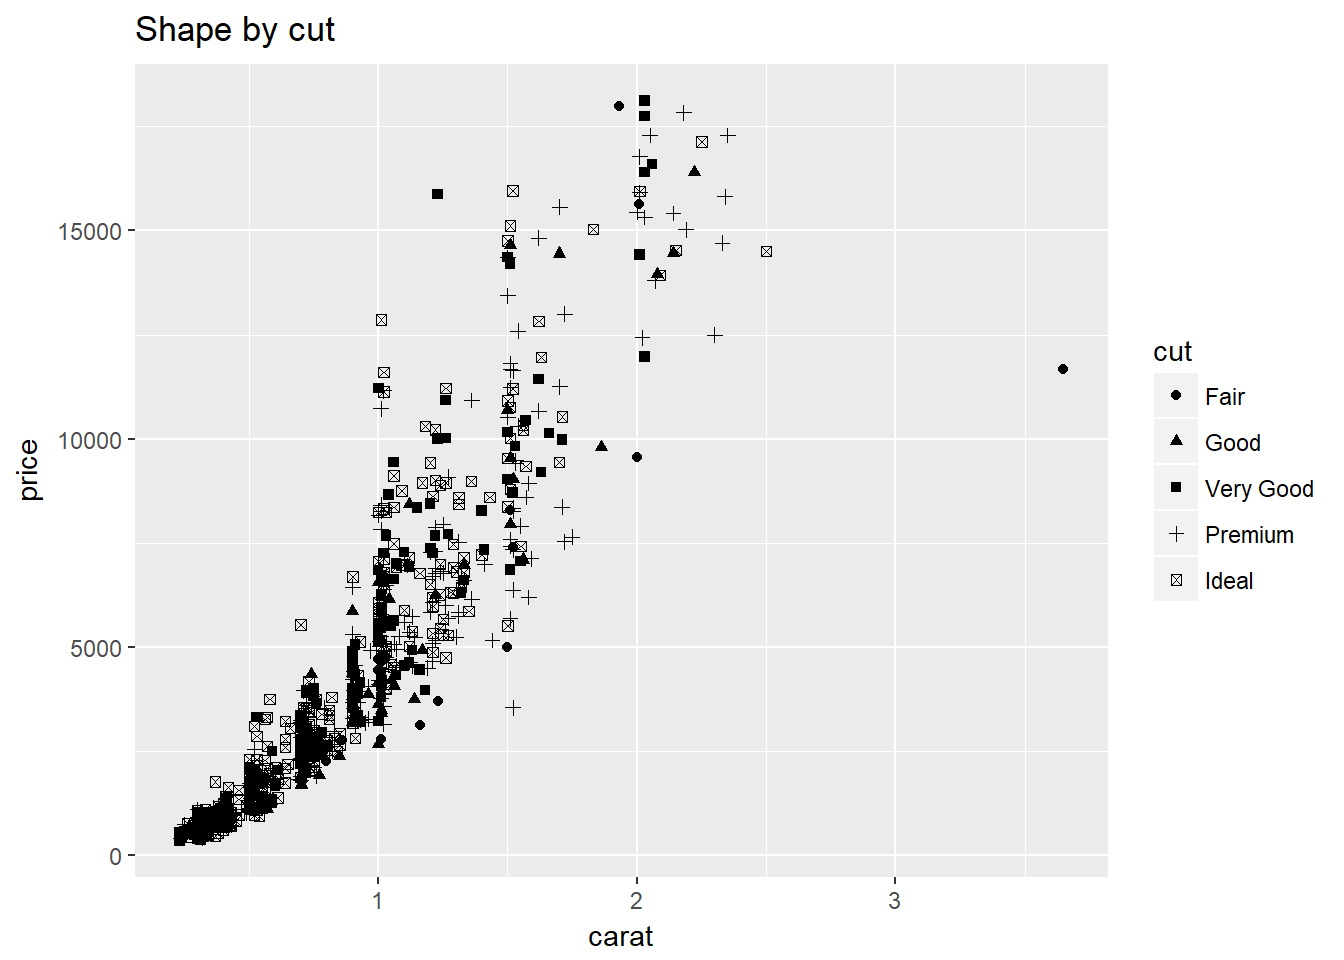 Shape by cut
15000
10000
5000
0
price
1 2 3
carat
cut
Fair
Good
Very Good
Premium
Ideal